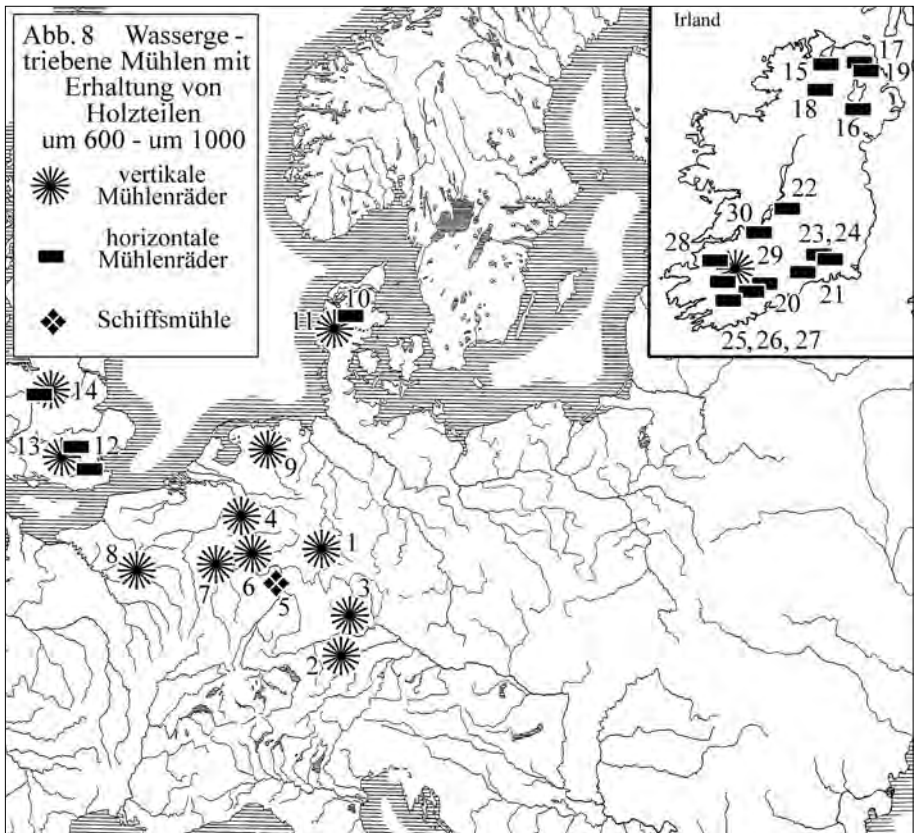 Abb. 8 Wasserge -
triebene Mühlen mit
Erhaltung von
Holzteilen
um 600 - um 1000
vertikale
Mühlenräder
horizontale
Mühlenräder
Schiffsmühle
Irland
17
15
19
18
16
22
30
23, 24
28
29
20
21
25, 26, 27
10
11
14
13
12
9
4
1
8
7
6
5
3
2